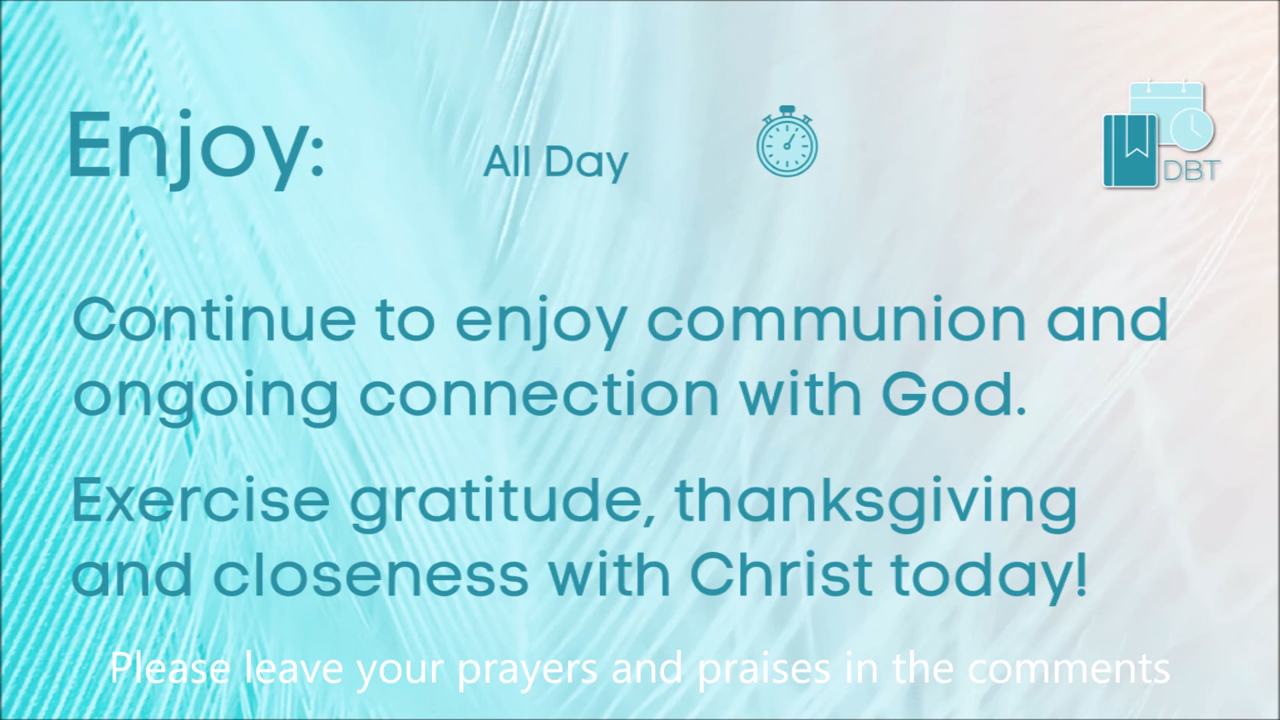 Enjoy: All Day
DBT
Continue to enjoy communion and
ongoing connection with God.
Exercise gratitude, thanksgiving
and closeness with Christ today!
Please leave your prayers and praises in the comments